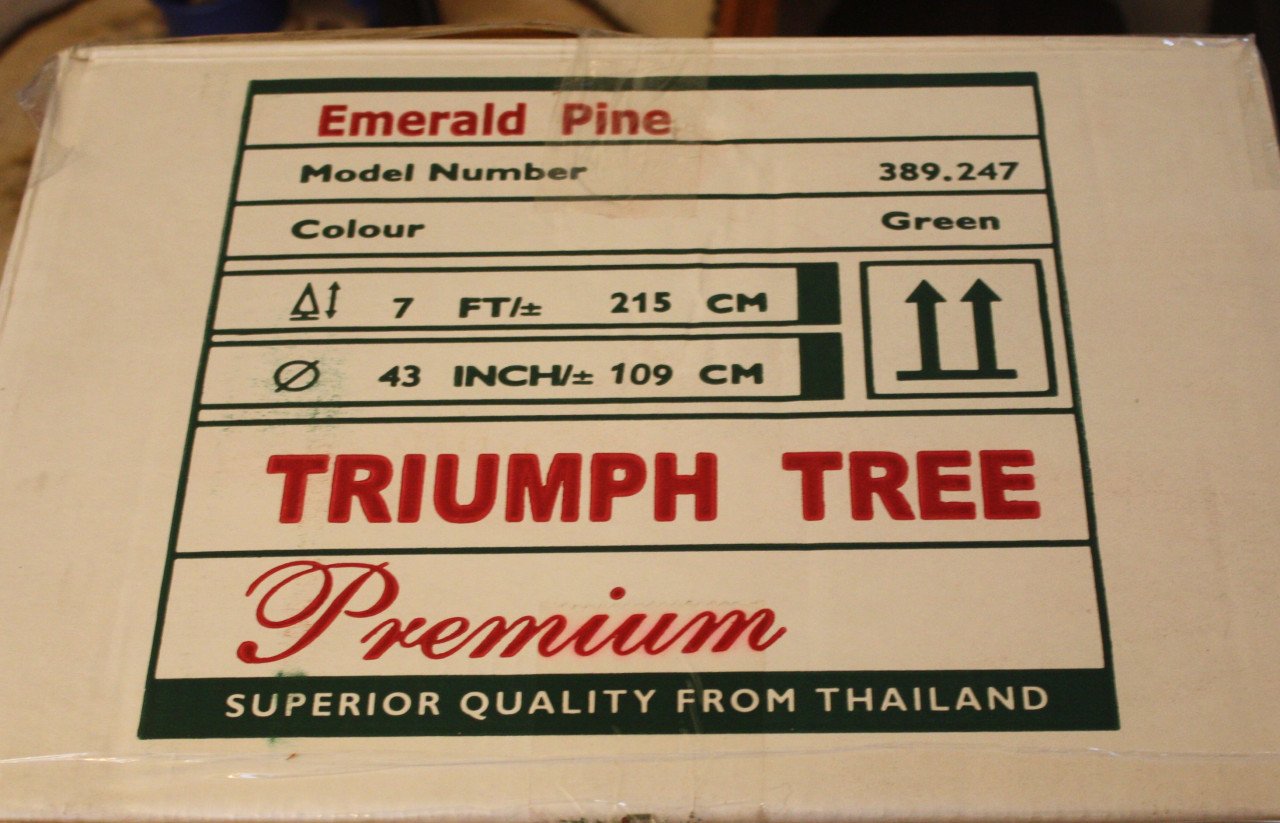 Emerald Pine
Model Number 389.247
Colour Green
7 FT/± 215 CM
Ø 43 INCH/± 109 CM
TRIUMPH TREE
Premium
SUPERIOR QUALITY FROM THAILAND